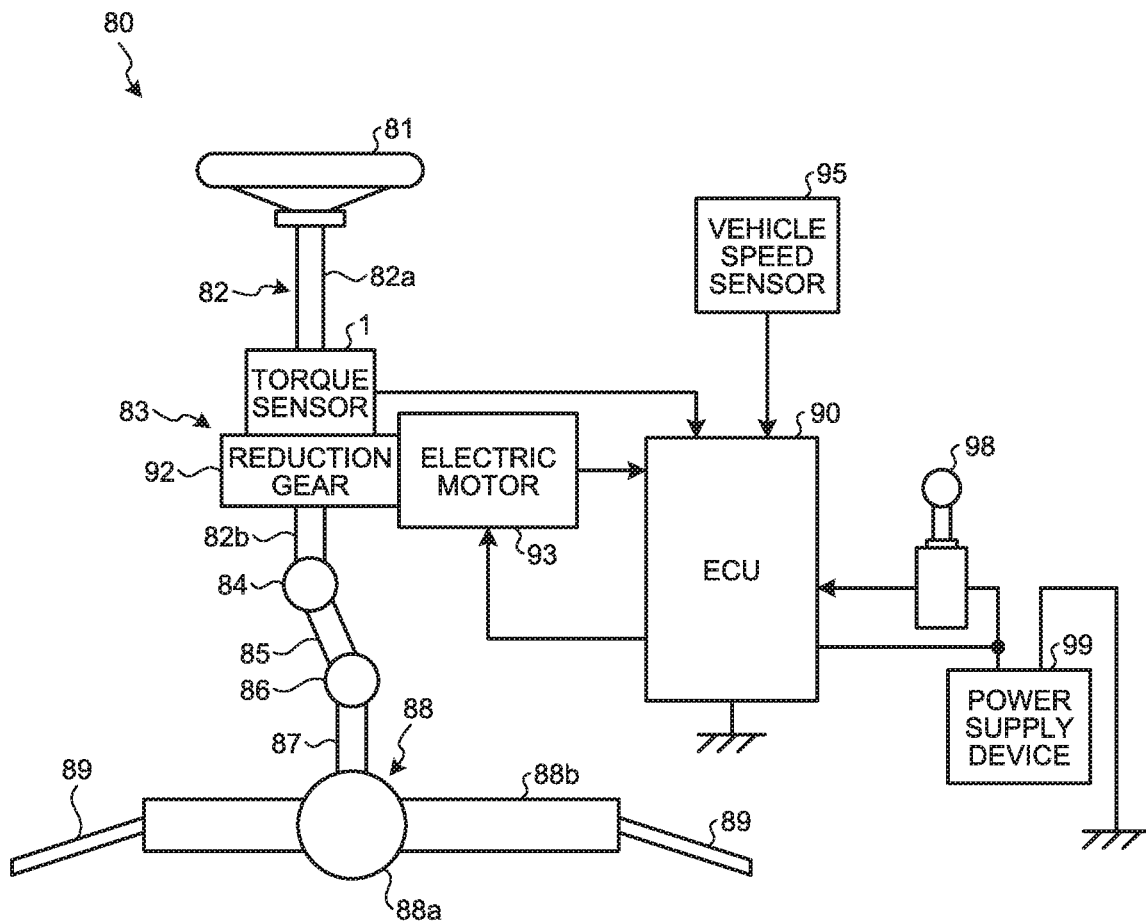 80
81
95
VEHICLE
SPEED
SENSOR
82
82a
1
TORQUE
SENSOR
83
90
98
92
REDUCTION
GEAR
ELECTRIC
MOTOR
82b
93
ECU
84
85
99
86
POWER
SUPPLY
DEVICE
88
87
89
88b
89
88a